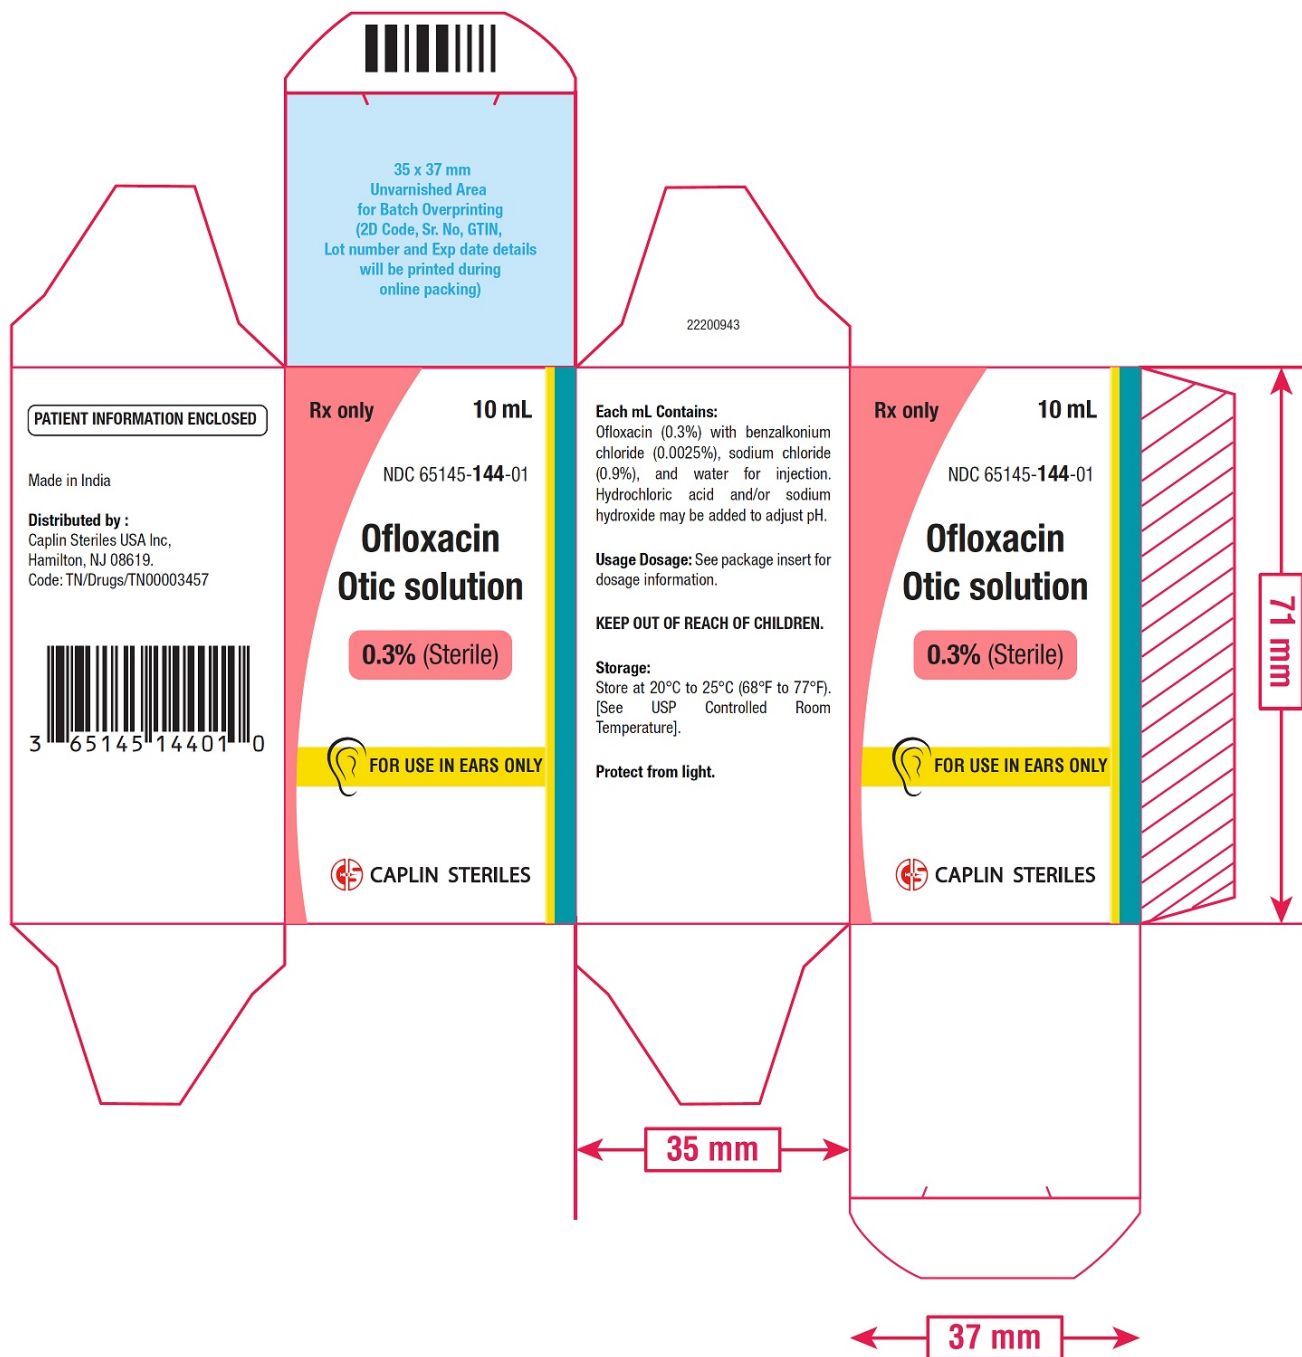 35 x 37 mm
Unvarnished Area
for Batch Overprinting
(2D Code, Sr. No, GTIN,
Lot number and Exp date details
will be printed during
online packing)
22200943
PATIENT INFORMATION ENCLOSED
Made in India
Distributed by :
Caplin Steriles USA Inc,
Hamilton, NJ 08619.
Code: TN/Drugs/TN00003457
3 65145 14401 0
Rx only 10 mL
NDC 65145-144-01
Ofloxacin
Otic solution
0.3% (Sterile)
FOR USE IN EARS ONLY
CAPLIN STERILES
Each mL Contains:
Ofloxacin (0.3%) with benzalkonium
chloride (0.0025%), sodium chloride
(0.9%), and water for injection.
Hydrochloric acid and/or sodium
hydroxide may be added to adjust pH.
Usage Dosage: See package insert for
dosage information.
KEEP OUT OF REACH OF CHILDREN.
Storage:
Store at 20°C to 25°C (68°F to 77°F).
[See USP Controlled Room
Temperature].
Protect from light.
Rx only 10 mL
NDC 65145-144-01
Ofloxacin
Otic solution
0.3% (Sterile)
FOR USE IN EARS ONLY
CAPLIN STERILES
71 mm
35 mm
37 mm